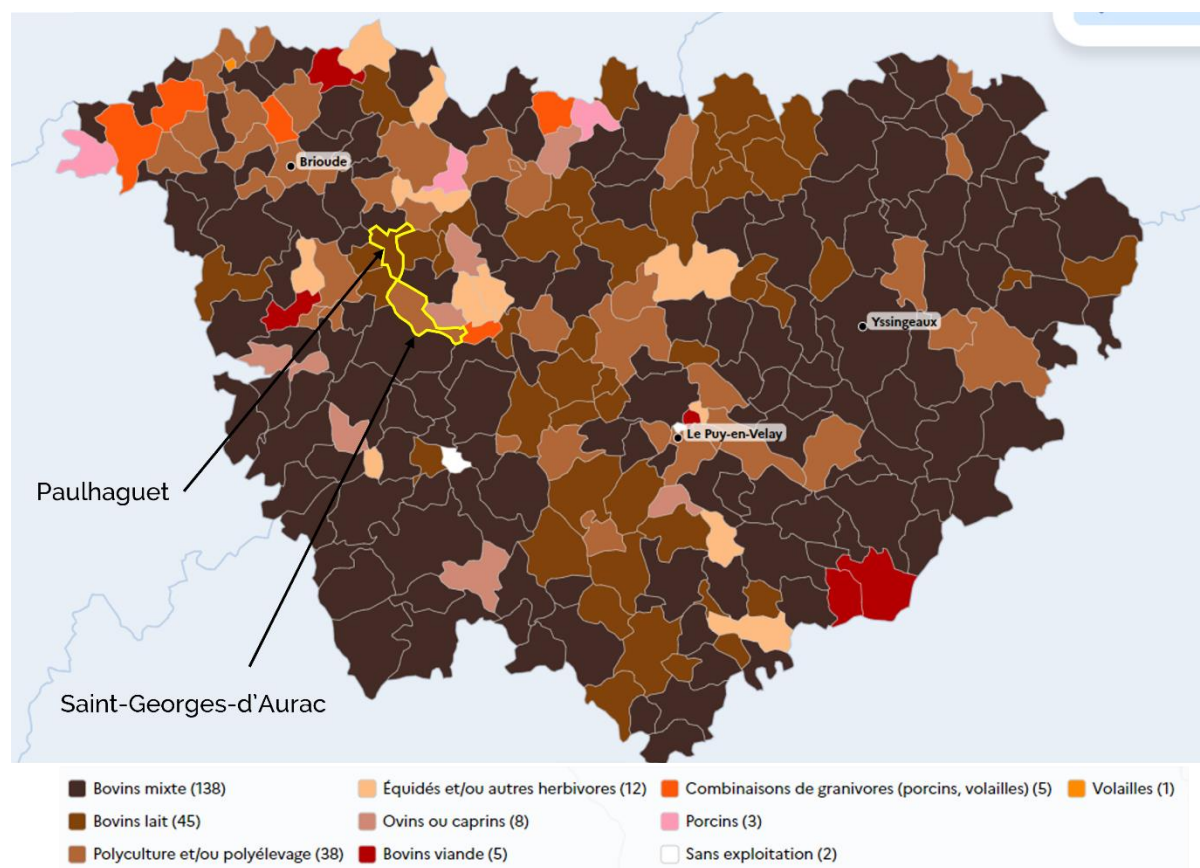 Brioude
Yssingeaux
Le Puy-en-Velay
Paulhaguet
Saint-Georges-d'Aurac
Bovins mixte (138)
Équidés et/ou autres herbivores (12)
Combinaisons de granivores (porcins, volailles) (5)
Volailles (1)
Bovins lait (45)
Ovins ou caprins (8)
Porcins (3)
Polyculture et/ou polyélevage (38)
Bovins viande (5)
Sans exploitation (2)